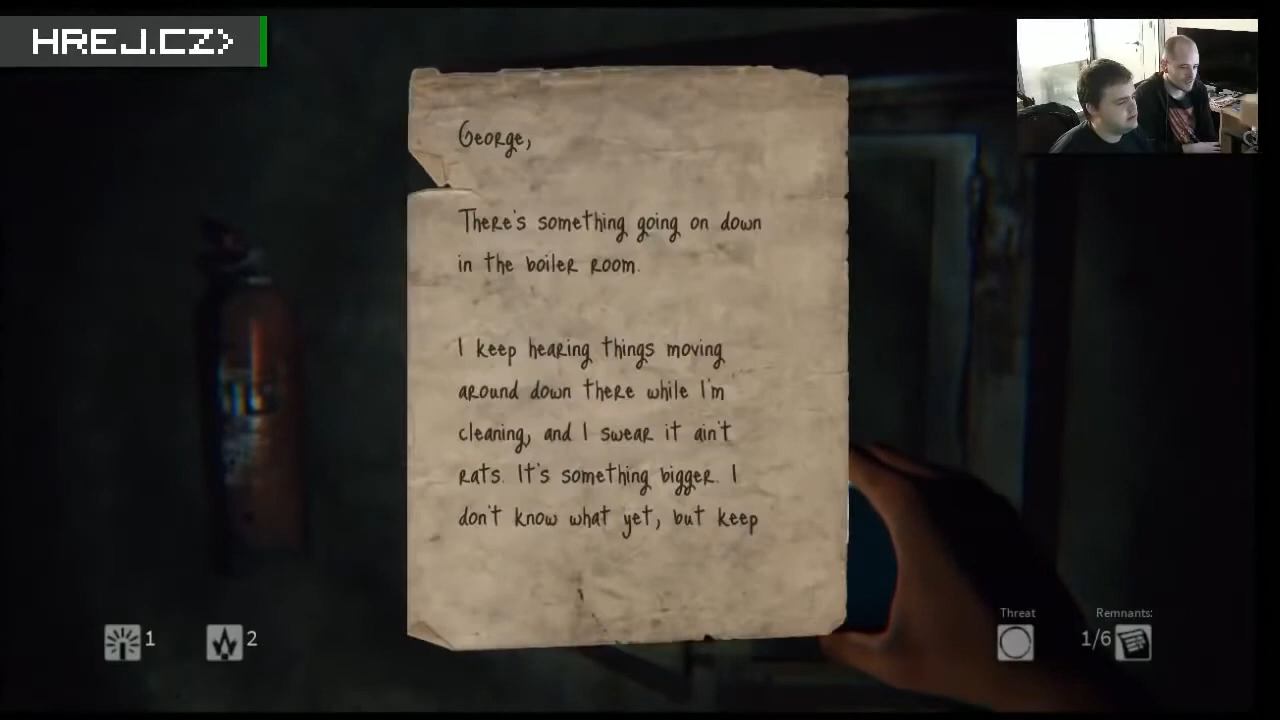 HREJ.CZ>
George,
There's something going on down
in the boiler room.
I keep hearing things moving
around down there while I'm
cleaning, and I swear it ain't
rats. It's something bigger. I
don't know what yet, but keep
1
2
Threat
Remnants:
1/6